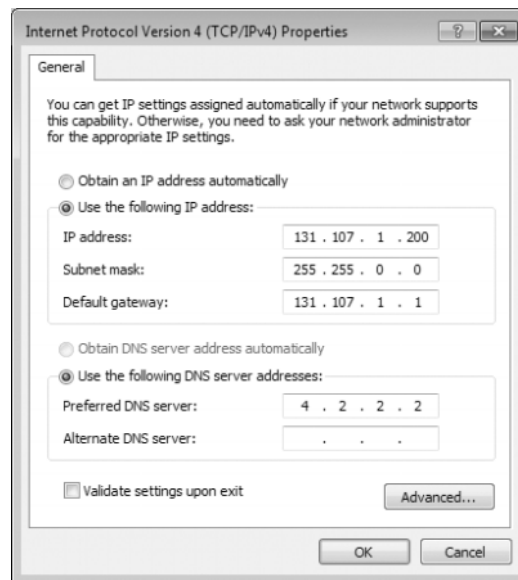 Internet Protocol Version 4 (TCP/IPv4) Properties
General
You can get IP settings assigned automatically if your network supports
this capability. Otherwise, you need to ask your network administrator
for the appropriate IP settings.
Obtain an IP address automatically
Use the following IP address:
IP address: 131 . 107 . 1 . 200
Subnet mask: 255 . 255 . 0 . 0
Default gateway: 131 . 107 . 1 . 1
Obtain DNS server address automatically
Use the following DNS server addresses:
Preferred DNS server: 4 . 2 . 2 . 2
Alternate DNS server: . . .
Validate settings upon exit
Advanced...
OK Cancel